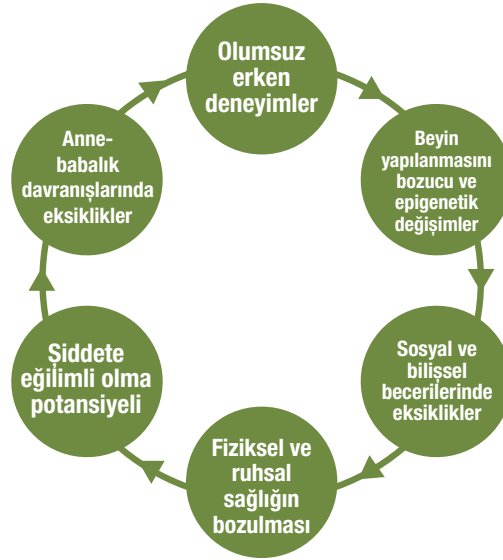 Olumsuz
erken
deneyimler
Beyin
yapılanmasını
bozucu ve
epigenetik
değişimler
Sosyal ve
bilişsel
becerilerinde
eksiklikler
Fiziksel ve
ruhsal
sağlığın
bozulması
Şiddete
eğilimli olma
potansiyeli
Anne-
babalık
davranışlarında
eksiklikler